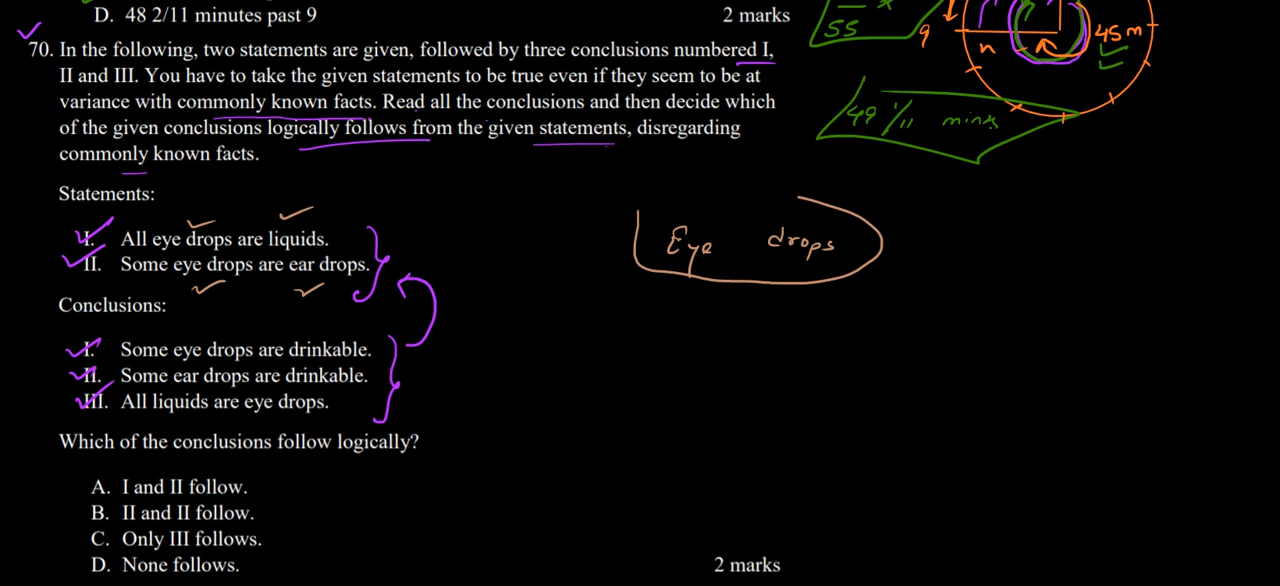 D. 48 2/11 minutes past 9 2 marks
55 x
9
n
45 m
70. In the following, two statements are given, followed by three conclusions numbered I,
II and III. You have to take the given statements to be true even if they seem to be at
variance with commonly known facts. Read all the conclusions and then decide which
of the given conclusions logically follows from the given statements, disregarding
commonly known facts.
49 1/11 minits
Statements:
I. All eye drops are liquids.
II. Some eye drops are ear drops.
Eye drops
Conclusions:
I. Some eye drops are drinkable.
II. Some ear drops are drinkable.
III. All liquids are eye drops.
Which of the conclusions follow logically?
A. I and II follow.
B. II and II follow.
C. Only III follows.
D. None follows.
2 marks